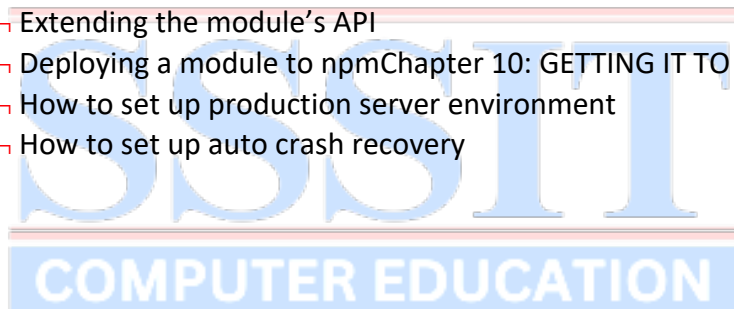 Extending the module’s API
Deploying a module to npmChapter 10: GETTING IT TO
How to set up production server environment
How to set up auto crash recovery
SSSIT
COMPUTER EDUCATION